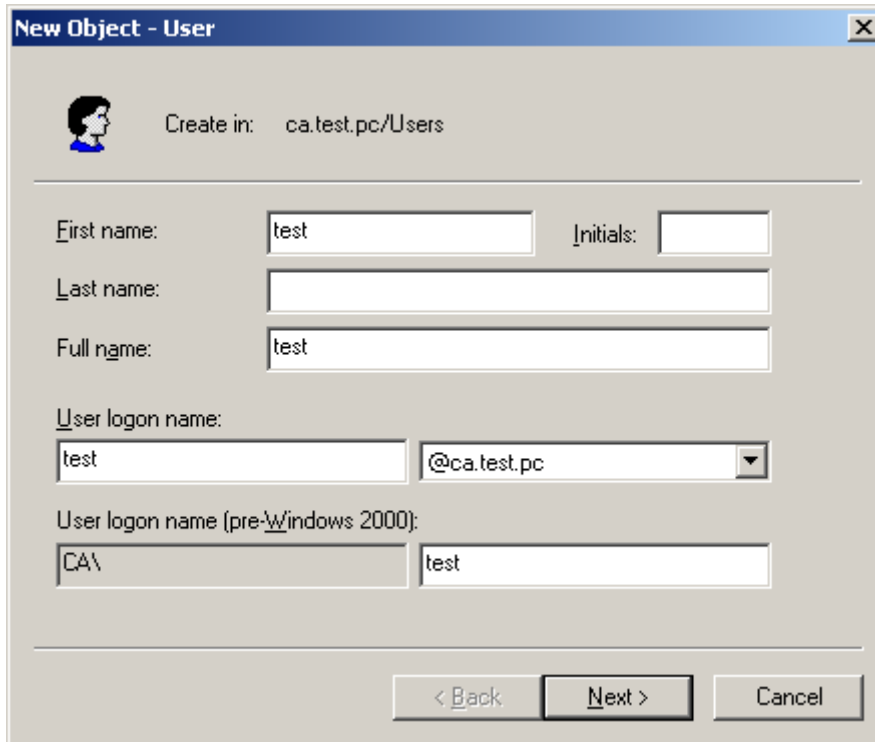 New Object - User
Create in: ca.test.pc/Users
First name: test Initials:
Last name:
Full name: test
User logon name:
test @ca.test.pc
User logon name (pre-Windows 2000):
CA\ test
< Back Next > Cancel